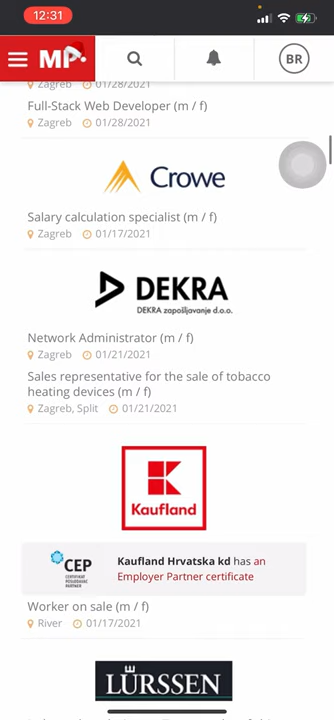 12:31
MP
BR
Zagreb 01/28/2021
Full-Stack Web Developer (m / f)
Zagreb 01/28/2021
Crowe
Salary calculation specialist (m / f)
Zagreb 01/17/2021
DEKRA
DEKRA zapošljavanje d.o.o.
Network Administrator (m / f)
Zagreb 01/21/2021
Sales representative for the sale of tobacco
heating devices (m / f)
Zagreb, Split 01/21/2021
Kaufland
CEP
CERTIFIKAT
POSLODAVAC
PARTNER
Kaufland Hrvatska kd has an
Employer Partner certificate
Worker on sale (m / f)
River 01/17/2021
LÜRSSEN